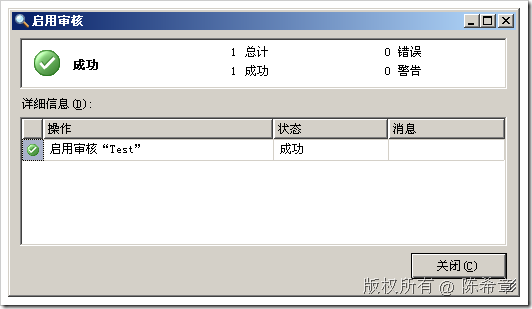 启用审核
成功
1 总计
0 错误
1 成功
0 警告
详细信息(D):
操作 状态 消息
启用审核“Test” 成功
关闭(C)
版权所有 @ 陈希章